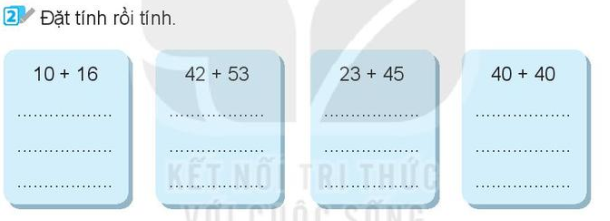 2 Đặt tính rồi tính.
10 + 16 42 + 53 23 + 45 40 + 40
........................ ........................ ........................ ........................
........................ ........................ ........................ ........................
........................ ........................ ........................ ........................
KẾT NỐI TRI THỨC
VỚI CUỘC SỐNG